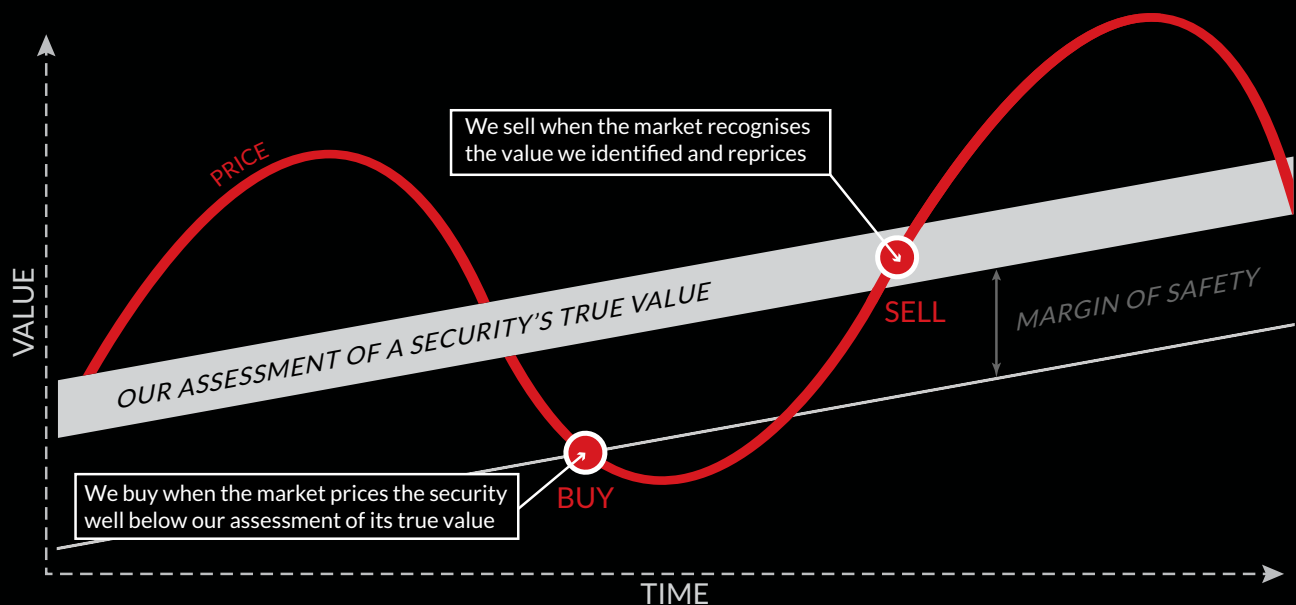 PRICE
We sell when the market recognises
the value we identified and reprices
VALUE
OUR ASSESSMENT OF A SECURITY’S TRUE VALUE
SELL
MARGIN OF SAFETY
We buy when the market prices the security
well below our assessment of its true value
BUY
TIME